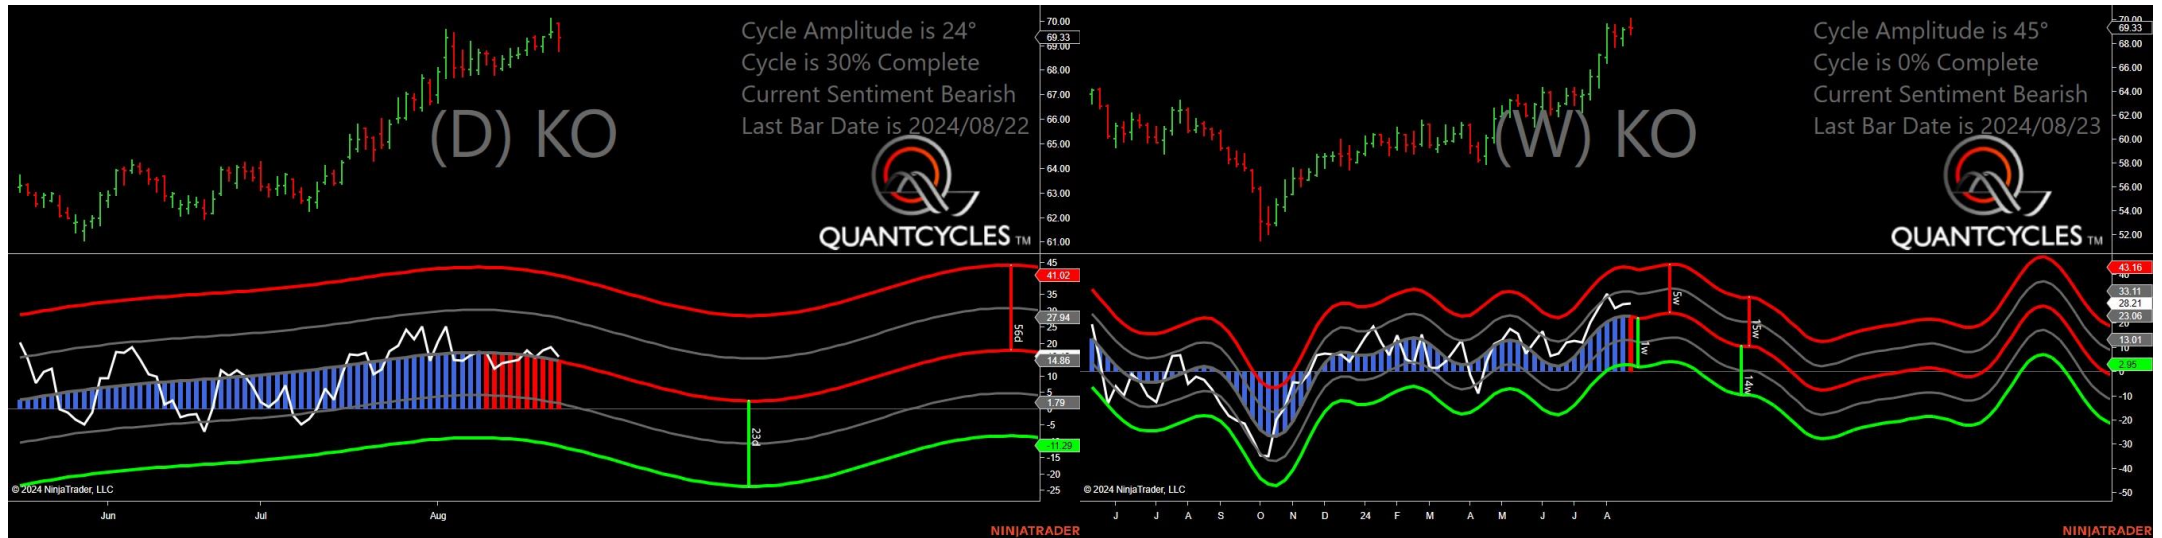 Cycle Amplitude is 24°
Cycle is 30% Complete
Current Sentiment Bearish
Last Bar Date is 2024/08/22
(D) KO
QUANTCYCLES TM
70.00
69.33
69.00
68.00
67.00
66.00
65.00
64.00
63.00
62.00
61.00
45
41.02
35
27.94
25
20
14.86
10
5
1.79
-5
-11.29
-15
-20
-25
56d
23d
© 2024 NinjaTrader, LLC
Jun Jul Aug
NINJATRADER
Cycle Amplitude is 45°
Cycle is 0% Complete
Current Sentiment Bearish
Last Bar Date is 2024/08/23
(W) KO
QUANTCYCLES TM
70.00
69.33
68.00
66.00
64.00
62.00
60.00
58.00
56.00
54.00
52.00
43.16
40
33.11
28.21
23.06
20
13.01
10
2.95
0
-10
-20
-30
-40
-50
5w
1w
15w
14w
© 2024 NinjaTrader, LLC
J J A S O N D 24 F M A M J J A
NINJATRADER